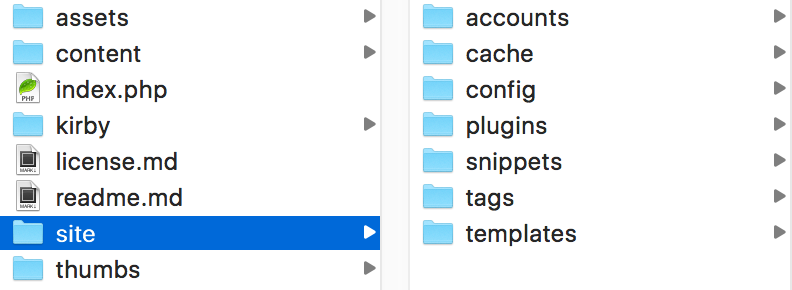 assets
content
index.php
kirby
license.md
readme.md
site
thumbs
accounts
cache
config
plugins
snippets
tags
templates